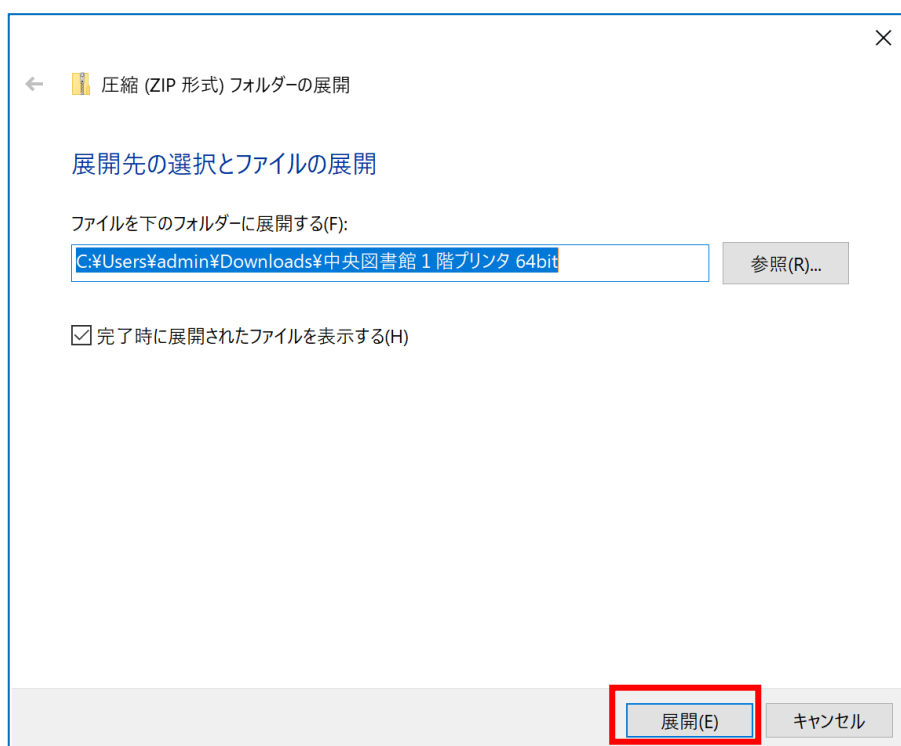 圧縮 (ZIP 形式) フォルダーの展開
展開先の選択とファイルの展開
ファイルを下のフォルダーに展開する(F):
C:¥Users¥admin¥Downloads¥中央図書館1階プリンタ 64bit
参照(R)...
完了時に展開されたファイルを表示する(H)
展開(E)
キャンセル